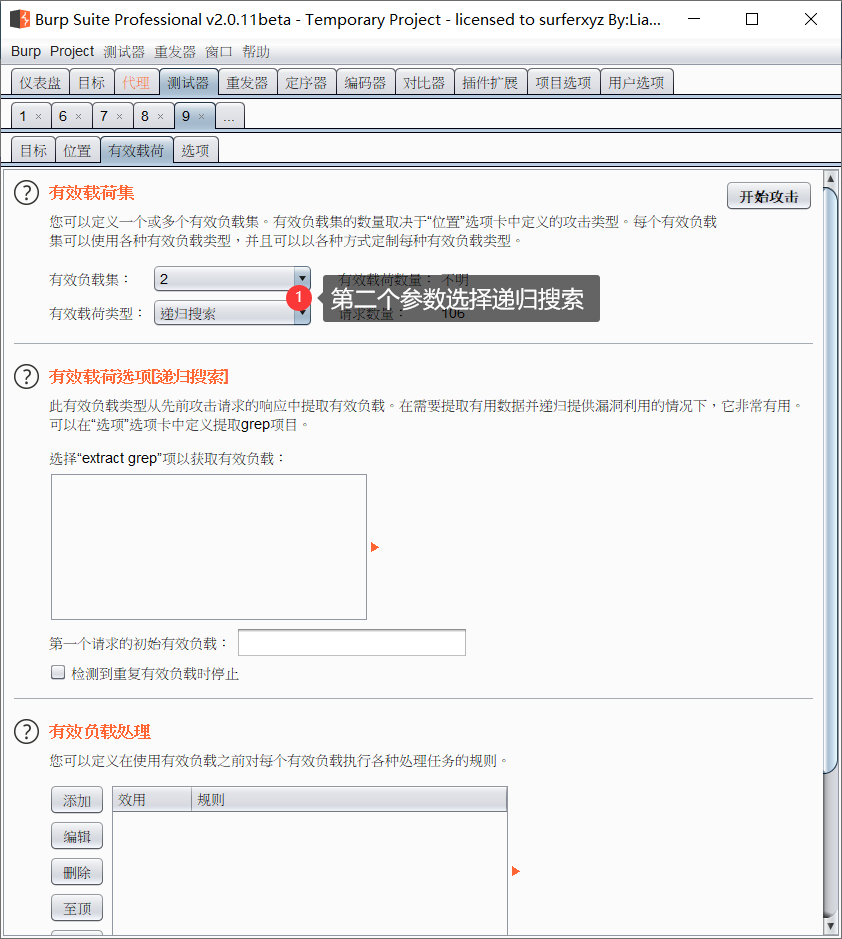 Burp Suite Professional v2.0.11beta - Temporary Project - licensed to surferxyz By:Lia...
Burp Project 测试器 重发器 窗口 帮助
仪表盘 目标 代理 测试器 重发器 定序器 编码器 对比器 插件扩展 项目选项 用户选项
1 × 6 × 7 × 8 × 9 × ...
目标 位置 有效载荷 选项
? 有效载荷集 开始攻击
您可以定义一个或多个有效负载集。有效负载集的数量取决于“位置”选项卡中定义的攻击类型。每个有效负载
集可以使用各种有效负载类型，并且可以以各种方式定制每种有效负载类型。
有效负载集： 2 有效载荷数量： 不明
1 第二个参数选择递归搜索
有效载荷类型： 递归搜索 请求数量： 106
? 有效载荷选项[递归搜索]
此有效负载类型从先前攻击请求的响应中提取有效负载。在需要提取有用数据并递归提供漏洞利用的情况下，它非常有用。
可以在“选项”选项卡中定义提取grep项目。
选择“extract grep”项以获取有效负载：
第一个请求的初始有效负载：
检测到重复有效负载时停止
? 有效负载处理
您可以定义在使用有效负载之前对每个有效负载执行各种处理任务的规则。
添加 效用 规则
编辑
删除
至顶